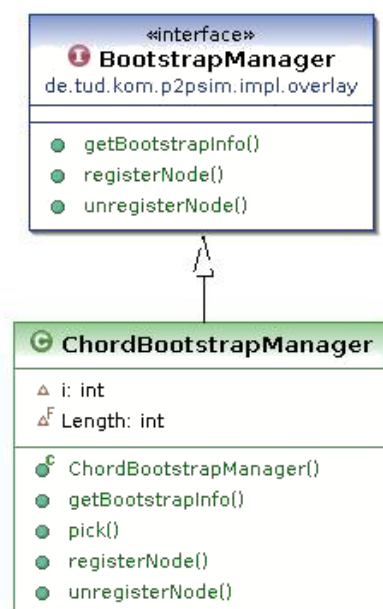 «interface»
I BootstrapManager
de.tud.kom.p2psim.impl.overlay
getBootstrapInfo()
registerNode()
unregisterNode()
C ChordBootstrapManager
i: int
F Length: int
C ChordBootstrapManager()
getBootstrapInfo()
pick()
registerNode()
unregisterNode()